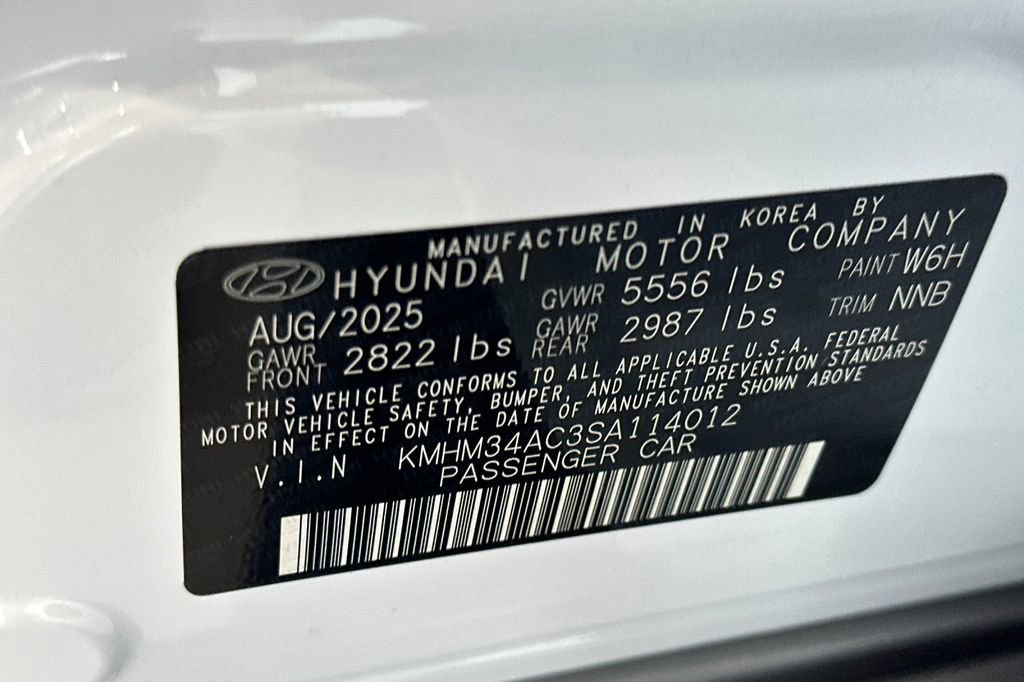 MANUFACTURED IN KOREA BY
HYUNDAI MOTOR COMPANY
AUG/2025 GVWR 5556 lbs PAINT W6H
GAWR FRONT 2822 lbs GAWR REAR 2987 lbs TRIM NNB
THIS VEHICLE CONFORMS TO ALL APPLICABLE U.S.A. FEDERAL
MOTOR VEHICLE SAFETY, BUMPER, AND THEFT PREVENTION STANDARDS
IN EFFECT ON THE DATE OF MANUFACTURE SHOWN ABOVE
V.I.N KMHM34AC3SA114012
PASSENGER CAR